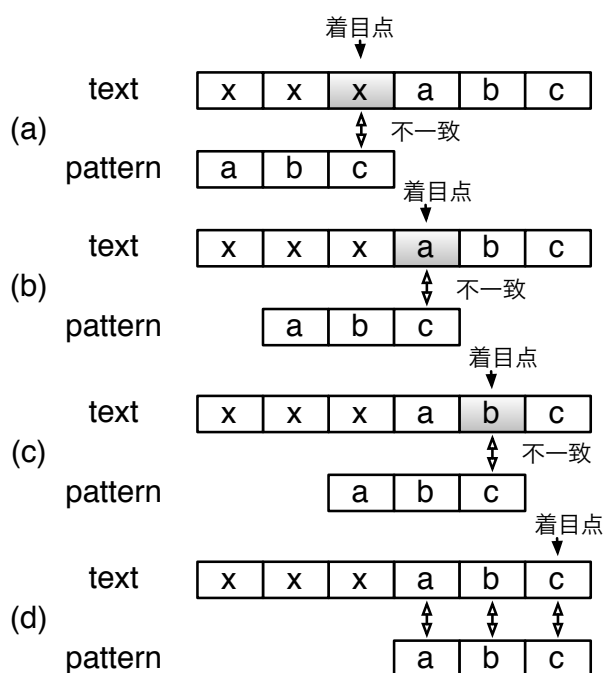 着目点
text x x x a b c
(a) 不一致
pattern a b c
着目点
text x x x a b c
(b) 不一致
pattern a b c
着目点
text x x x a b c
(c) 不一致
pattern a b c
着目点
text x x x a b c
(d)
pattern a b c